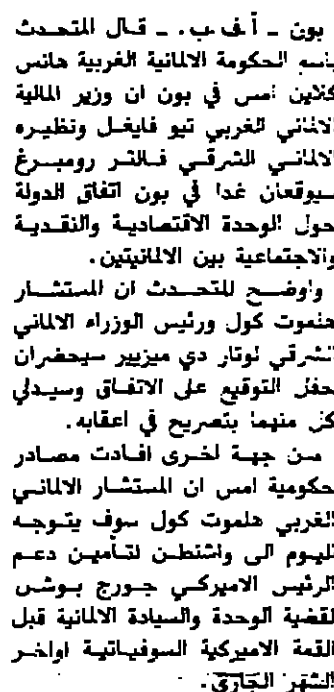 بون - أ ف ب. - قال المتحدث
باسم الحكومة الالمانية الغربية هانس
كلاين امس في بون ان وزير المالية
الالماني الغربي تيو فايغل ونظيره
الالماني الشرقي فالتر رومبرغ
سيوقعان غدا في بون اتفاق الدولة
حول الوحدة الاقتصادية والنقدية
والاجتماعية بين الالمانيتين.
واوضح المتحدث ان المستشار
هلموت كول ورئيس الوزراء الالماني
الشرقي لوتار دي ميزيير سيحضران
حفل التوقيع على الاتفاق وسيدلي
كل منهما بتصريح في اعقابه.
من جهة اخرى افادت مصادر
حكومية امس ان المستشار الالماني
الغربي هلموت كول سوف يتوجه
اليوم الى واشنطن لتأمين دعم
الرئيس الاميركي جورج بوش
لقضية الوحدة والسيادة الالمانية قبل
القمة الاميركية السوفياتية اواخر
الشهر الجاري.